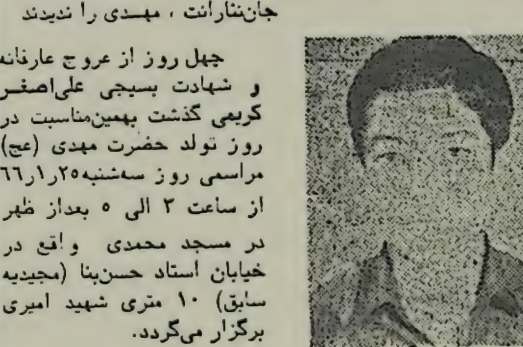 جان‌نثارانت ، مهدی را ندیدند
چهل روز از عروج عارفانه
و شهادت بسیجی علی‌اصغر
کریمی گذشت بهمین‌مناسبت در
روز تولد حضرت مهدی (عج)
مراسمی روز سه‌شنبه ۲۵ر۱ر۶۶
از ساعت ۳ الی ۵ بعداز ظهر
در مسجد محمدی واقع در
خیابان استاد حسن‌بنا (مجیدیه
سابق) ۱۰ متری شهید امیری
برگزار می‌گردد.